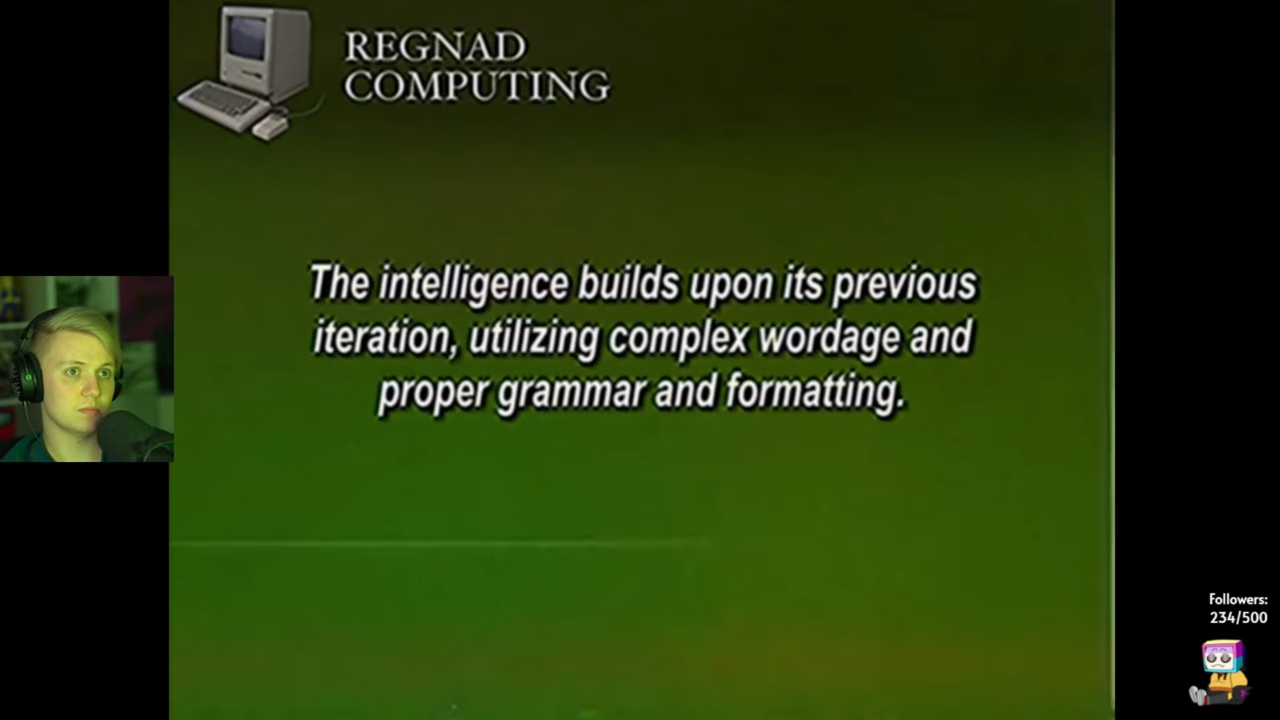 REGNAD
COMPUTING
The intelligence builds upon its previous
iteration, utilizing complex wordage and
proper grammar and formatting.
Followers:
234/500